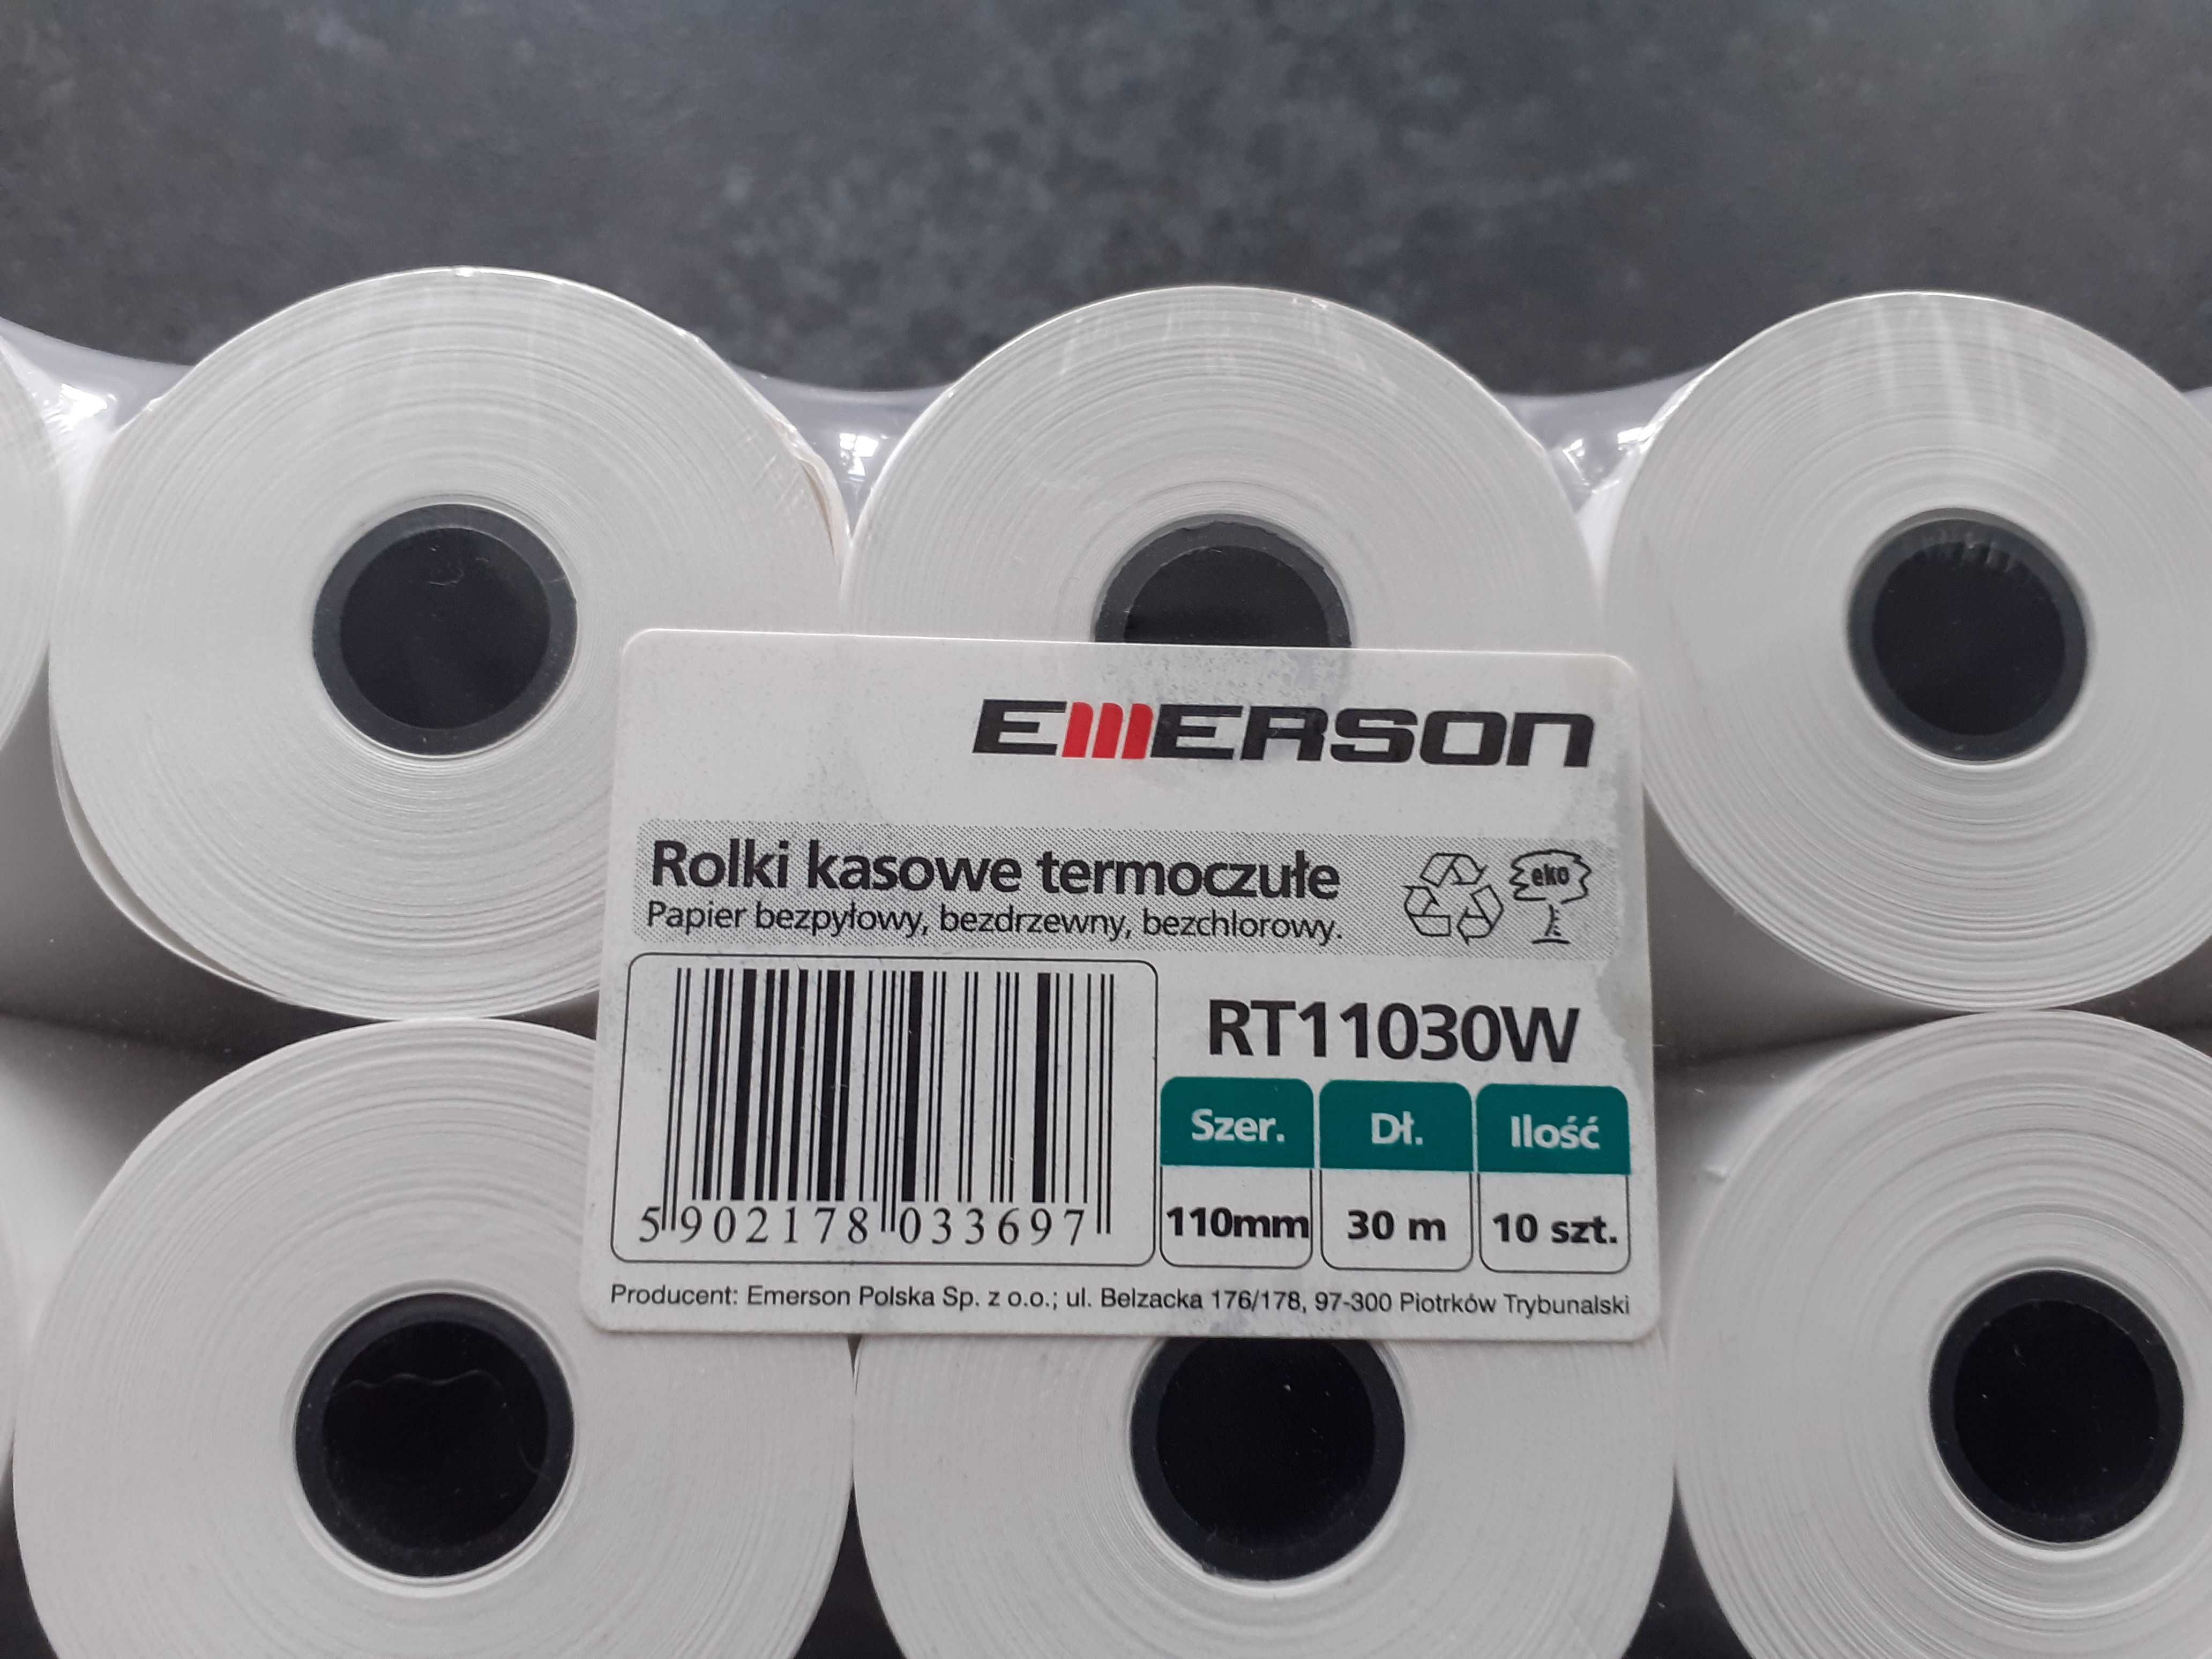 EMERSON
Rolki kasowe termoczułe
Papier bezpyłowy, bezdrzewny, bezchlorowy.
eko
RT11030W
Szer. Dł. Ilość
110mm 30 m 10 szt.
5 902178 033697
Producent: Emerson Polska Sp. z o.o.; ul. Belzacka 176/178, 97-300 Piotrków Trybunalski